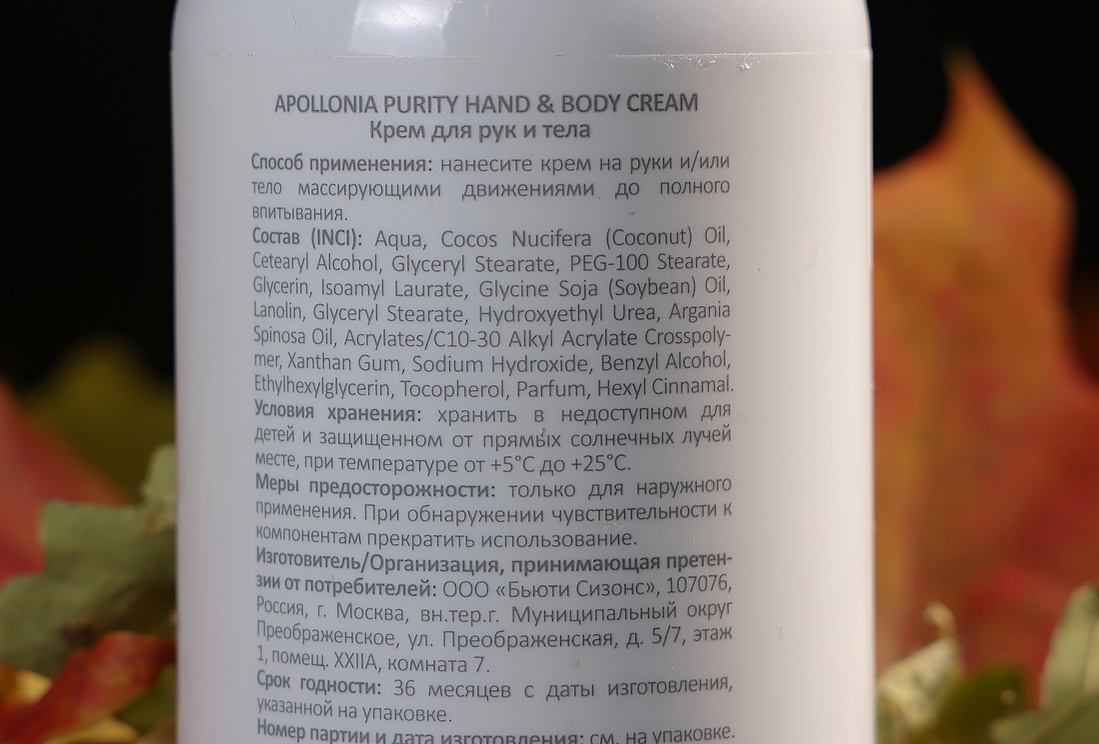 APOLLONIA PURITY HAND & BODY CREAM
Крем для рук и тела
Способ применения: нанесите крем на руки и/или
тело массирующими движениями до полного
впитывания.
Состав (INCI): Aqua, Cocos Nucifera (Coconut) Oil,
Cetearyl Alcohol, Glyceryl Stearate, PEG-100 Stearate,
Glycerin, Isoamyl Laurate, Glycine Soja (Soybean) Oil,
Lanolin, Glyceryl Stearate, Hydroxyethyl Urea, Argania
Spinosa Oil, Acrylates/C10-30 Alkyl Acrylate Crosspoly-
mer, Xanthan Gum, Sodium Hydroxide, Benzyl Alcohol,
Ethylhexylglycerin, Tocopherol, Parfum, Hexyl Cinnamal.
Условия хранения: хранить в недоступном для
детей и защищенном от прямых солнечных лучей
месте, при температуре от +5°C до +25°C.
Меры предосторожности: только для наружного
применения. При обнаружении чувствительности к
компонентам прекратить использование.
Изготовитель/Организация, принимающая претен-
зии от потребителей: ООО «Бьюти Сизонс», 107076,
Россия, г. Москва, вн.тер.г. Муниципальный округ
Преображенское, ул. Преображенская, д. 5/7, этаж
1, помещ. XXIIA, комната 7.
Срок годности: 36 месяцев с даты изготовления,
указанной на упаковке.
Номер партии и дата изготовления: см. на упаковке.